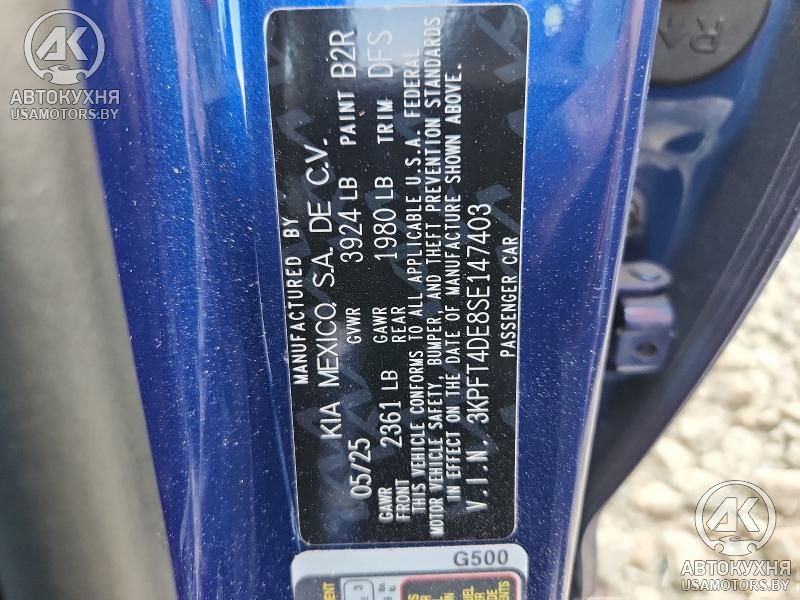 MANUFACTURED BY
KIA MEXICO, S.A. DE C.V.
05/25 GVWR 3924 LB PAINT B2R
GAWR FRONT 2361 LB GAWR REAR 1980 LB TRIM DFS
THIS VEHICLE CONFORMS TO ALL APPLICABLE U.S.A. FEDERAL
MOTOR VEHICLE SAFETY, BUMPER, AND THEFT PREVENTION STANDARDS
IN EFFECT ON THE DATE OF MANUFACTURE SHOWN ABOVE.
V.I.N. 3KPFT4DE8SE147403
PASSENGER CAR
G500
AK
АВТОКУХНЯ
USAMOTORS.BY
AK
АВТОКУХНЯ
USAMOTORS.BY